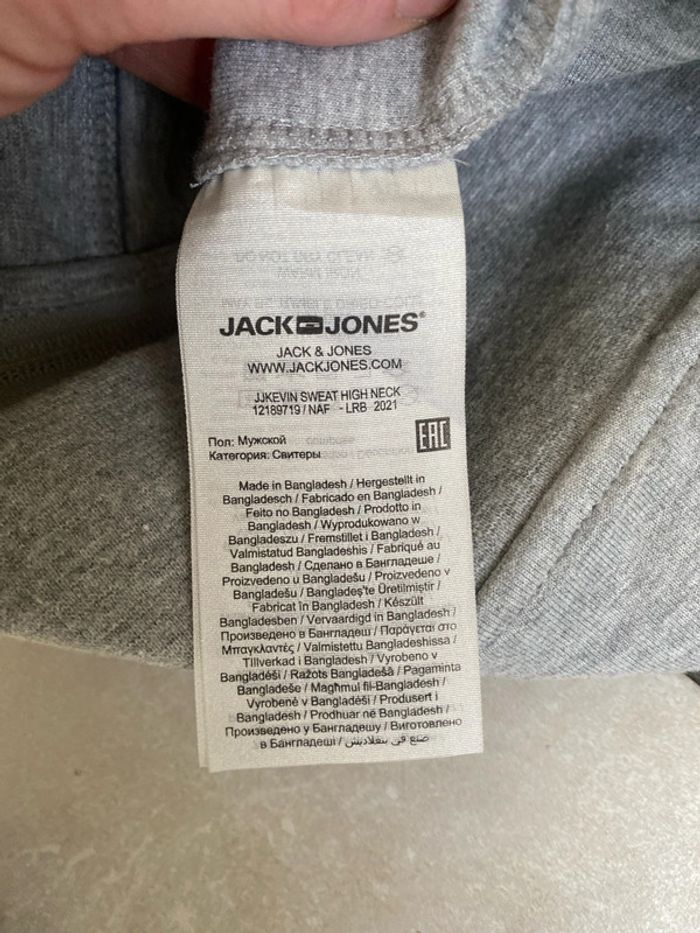 JACK JONES®
JACK & JONES
WWW.JACKJONES.COM
JJKEVIN SWEAT HIGH NECK
12189719 / NAF - LRB 2021
EAC
Пол: Мужской
Категория: Свитеры
Made in Bangladesh / Hergestellt in
Bangladesch / Fabricado en Bangladesh /
Feito no Bangladesh / Prodotto in
Bangladesh / Wyprodukowano w
Bangladeszu / Fremstillet i Bangladesh /
Valmistatud Bangladeshis / Fabriqué au
Bangladesh / Сделано в Бангладеше /
Proizvedeno u Bangladešu / Proizvedeno v
Bangladešu / Bangladeş'te Üretilmiştir /
Fabricat în Bangladesh / Készült
Bangladesben / Vervaardigd in Bangladesh /
Произведено в Бангладеш / Παράγεται στο
Μπαγκλαντές / Valmistettu Bangladeshissa /
Tillverkad i Bangladesh / Vyrobeno v
Bangladéši / Ražots Bangladešā / Pagaminta
Bangladeše / Magħmul fil-Bangladesh /
Vyrobené v Bangladéši / Produsert i
Bangladesh / Prodhuar në Bangladesh /
Произведено у Бангладешу / Виготовлено
в Бангладеші / صنع في بنغلاديش